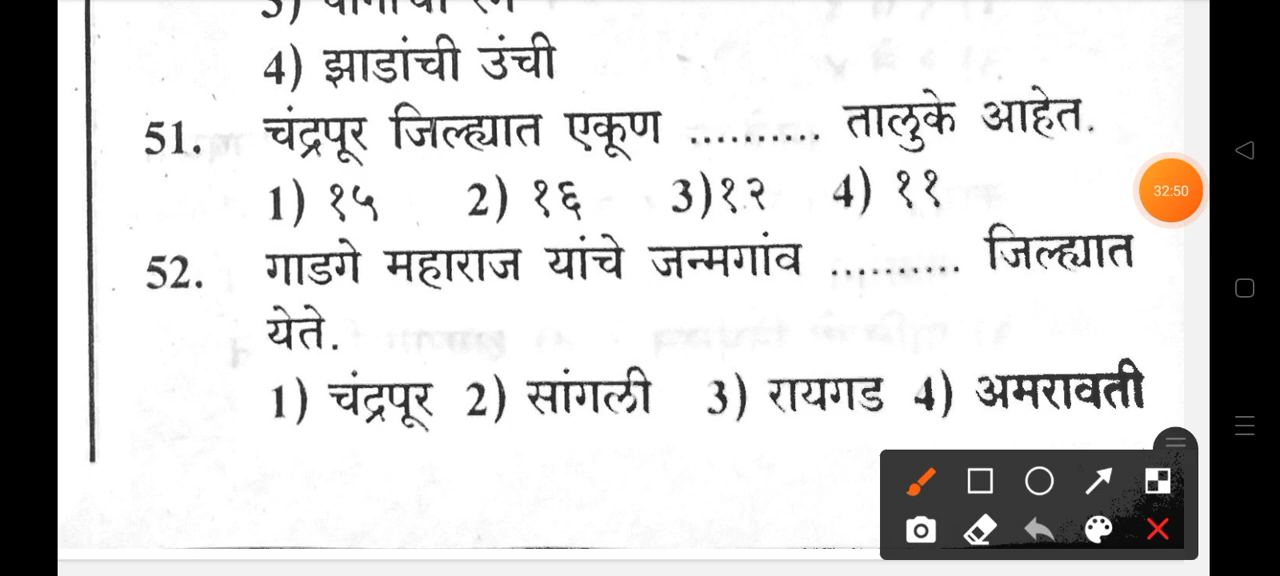 4) झाडांची उंची
51. चंद्रपूर जिल्ह्यात एकूण .......... तालुके आहेत.
1) १५ 2) १६ 3)१२ 4) ११
32:50
52. गाडगे महाराज यांचे जन्मगांव .......... जिल्ह्यात
येते.
1) चंद्रपूर 2) सांगली 3) रायगड 4) अमरावती